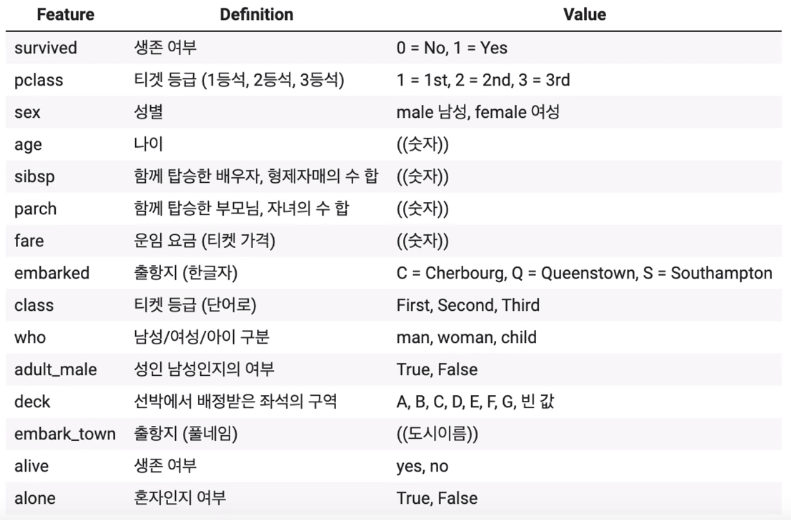 Feature Definition Value
survived 생존 여부 0 = No, 1 = Yes
pclass 티겟 등급 (1등석, 2등석, 3등석) 1 = 1st, 2 = 2nd, 3 = 3rd
sex 성별 male 남성, female 여성
age 나이 ((숫자))
sibsp 함께 탑승한 배우자, 형제자매의 수 합 ((숫자))
parch 함께 탑승한 부모님, 자녀의 수 합 ((숫자))
fare 운임 요금 (티켓 가격) ((숫자))
embarked 출항지 (한글자) C = Cherbourg, Q = Queenstown, S = Southampton
class 티켓 등급 (단어로) First, Second, Third
who 남성/여성/아이 구분 man, woman, child
adult_male 성인 남성인지의 여부 True, False
deck 선박에서 배정받은 좌석의 구역 A, B, C, D, E, F, G, 빈 값
embark_town 출항지 (풀네임) ((도시이름))
alive 생존 여부 yes, no
alone 혼자인지 여부 True, False